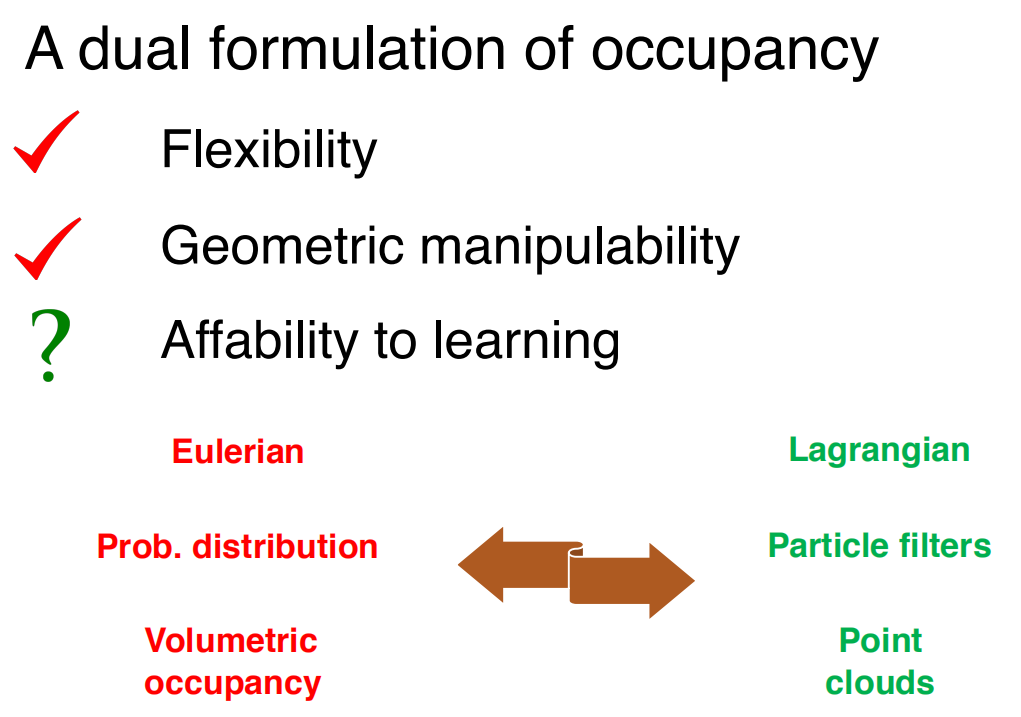 A dual formulation of occupancy
Flexibility
Geometric manipulability
? Affability to learning
Eulerian
Lagrangian
Prob. distribution
Particle filters
Volumetric
occupancy
Point
clouds